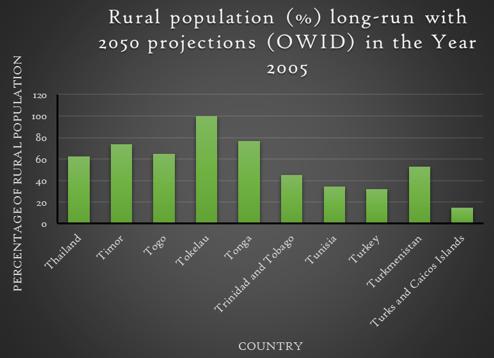 Rural population (%) long-run with
2050 projections (OWID) in the Year
2005
PERCENTAGE OF RURAL POPULATION
120
100
80
60
40
20
0
Thailand
Timor
Togo
Tokelau
Tonga
Trinidad and Tobago
Tunisia
Turkey
Turkmenistan
Turks and Caicos Islands
COUNTRY